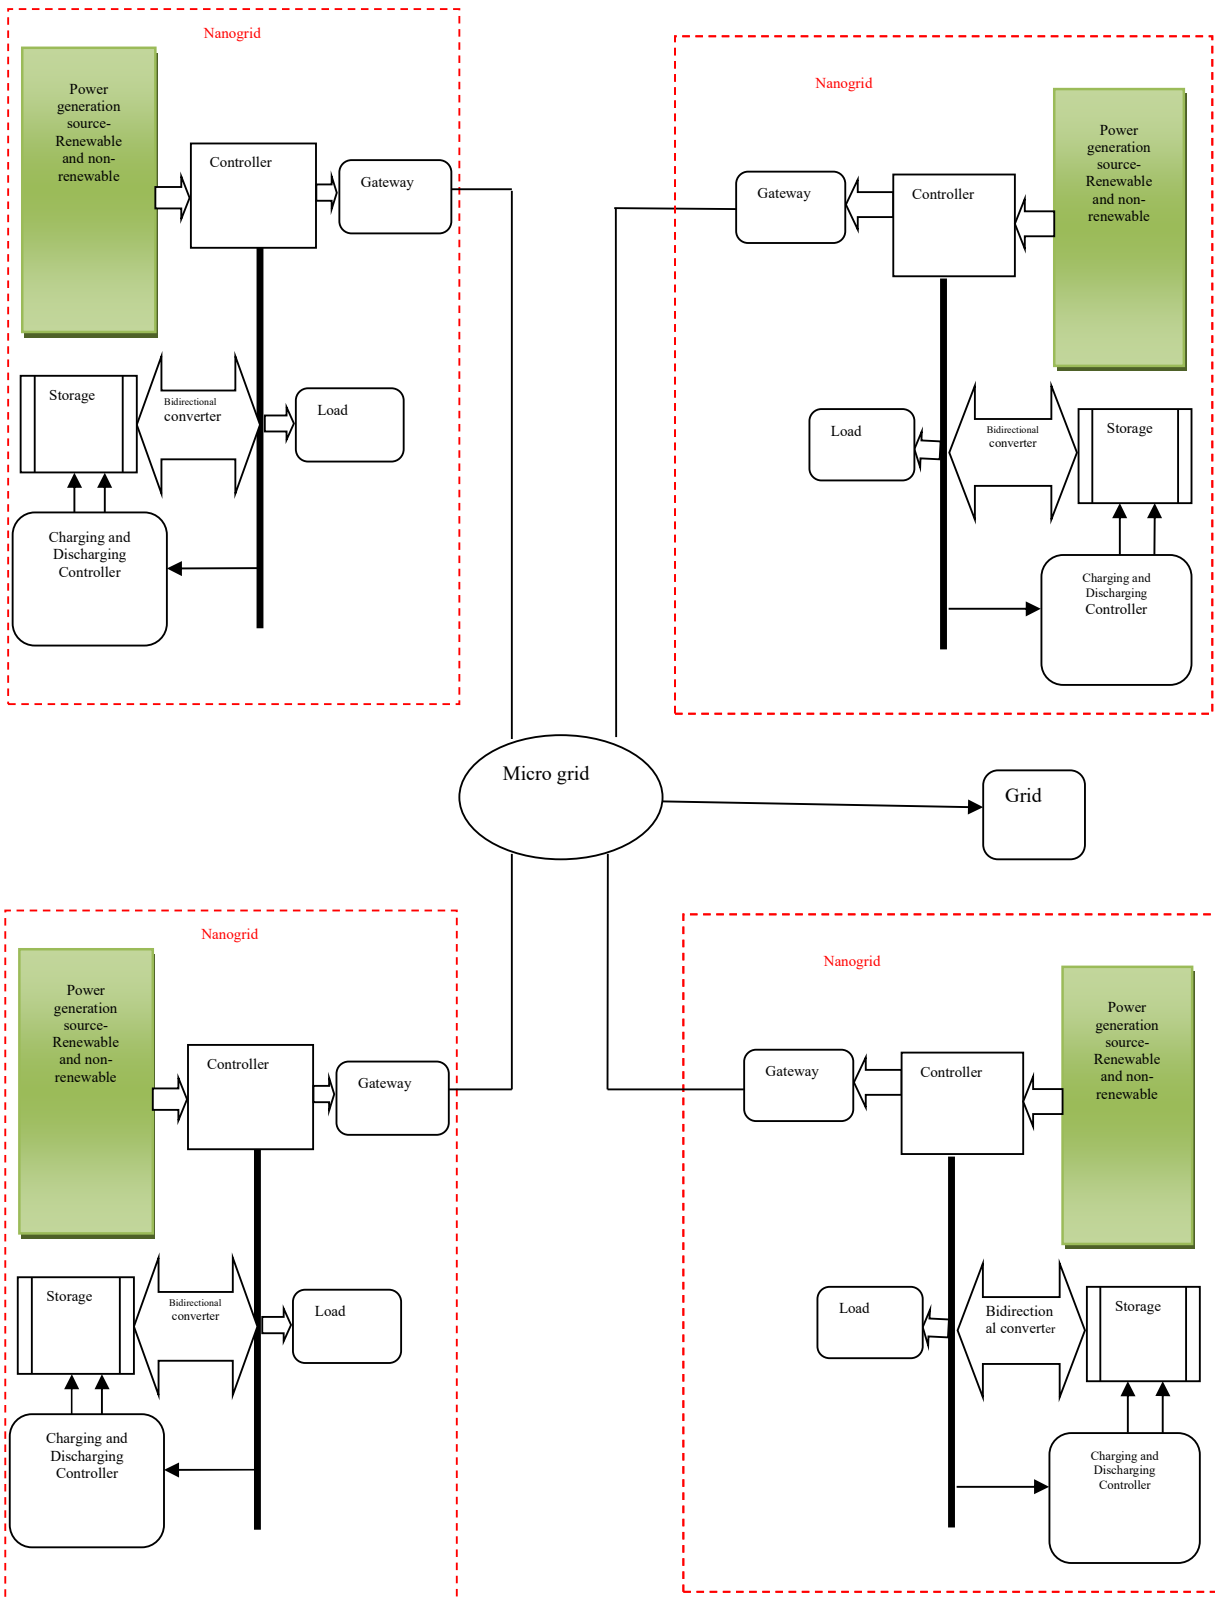 Nanogrid
Power
generation
source-
Renewable
and non-
renewable
Controller
Gateway
Storage
Bidirectional
converter
Load
Charging and
Discharging
Controller
Nanogrid
Power
generation
source-
Renewable
and non-
renewable
Gateway
Controller
Load
Bidirectional
converter
Storage
Charging and
Discharging
Controller
Micro grid
Grid
Nanogrid
Power
generation
source-
Renewable
and non-
renewable
Controller
Gateway
Storage
Bidirectional
converter
Load
Charging and
Discharging
Controller
Nanogrid
Power
generation
source-
Renewable
and non-
renewable
Gateway
Controller
Load
Bidirection
al converter
Storage
Charging and
Discharging
Controller